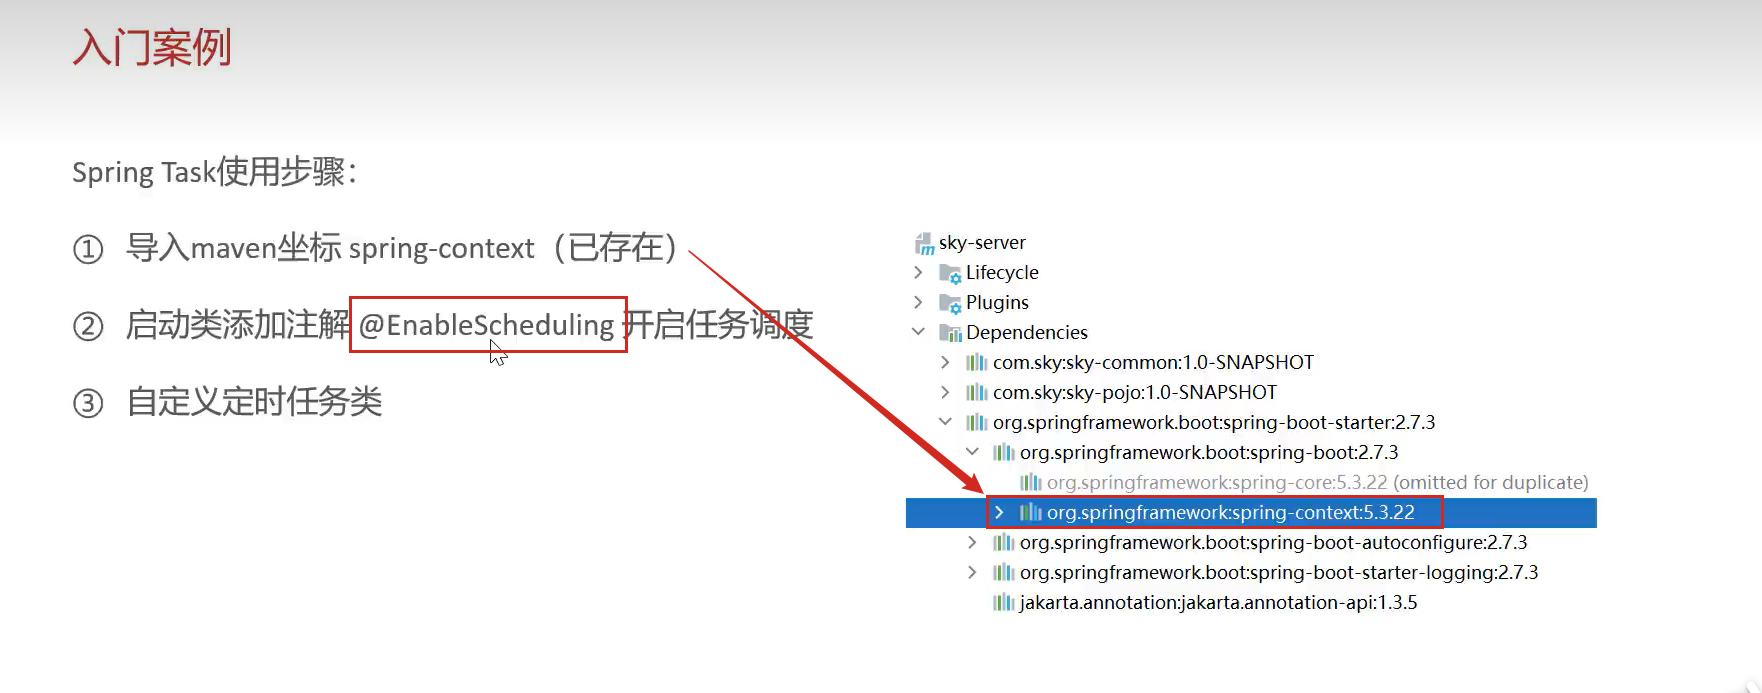 入门案例
Spring Task使用步骤：
① 导入maven坐标 spring-context（已存在）
② 启动类添加注解 @EnableScheduling 开启任务调度
③ 自定义定时任务类
sky-server
Lifecycle
Plugins
Dependencies
com.sky:sky-common:1.0-SNAPSHOT
com.sky:sky-pojo:1.0-SNAPSHOT
org.springframework.boot:spring-boot-starter:2.7.3
org.springframework.boot:spring-boot:2.7.3
org.springframework:spring-core:5.3.22 (omitted for duplicate)
org.springframework:spring-context:5.3.22
org.springframework.boot:spring-boot-autoconfigure:2.7.3
org.springframework.boot:spring-boot-starter-logging:2.7.3
jakarta.annotation:jakarta.annotation-api:1.3.5